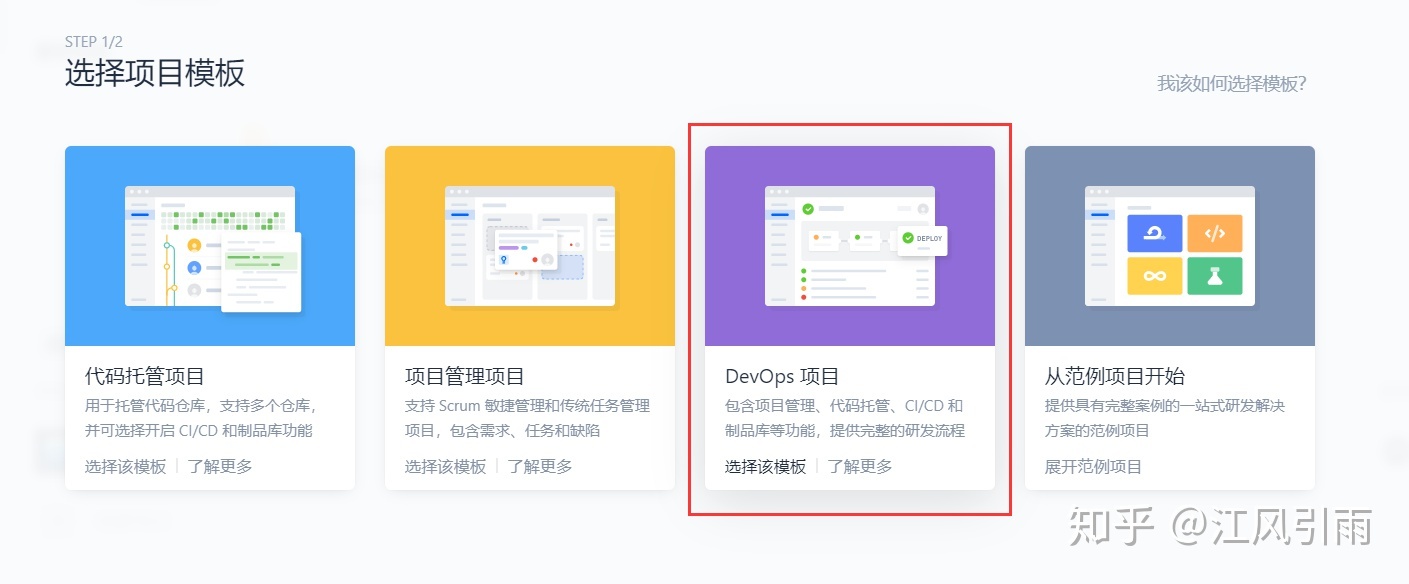 STEP 1/2
选择项目模板
我该如何选择模板?
DEPLOY
代码托管项目
用于托管代码仓库，支持多个仓库，
并可选择开启 CI/CD 和制品库功能
选择该模板 | 了解更多
项目管理项目
支持 Scrum 敏捷管理和传统任务管理
项目，包含需求、任务和缺陷
选择该模板 | 了解更多
DevOps 项目
包含项目管理、代码托管、CI/CD 和
制品库等功能，提供完整的研发流程
选择该模板 | 了解更多
从范例项目开始
提供具有完整案例的一站式研发解决
方案的范例项目
展开范例项目
知乎 @江风引雨